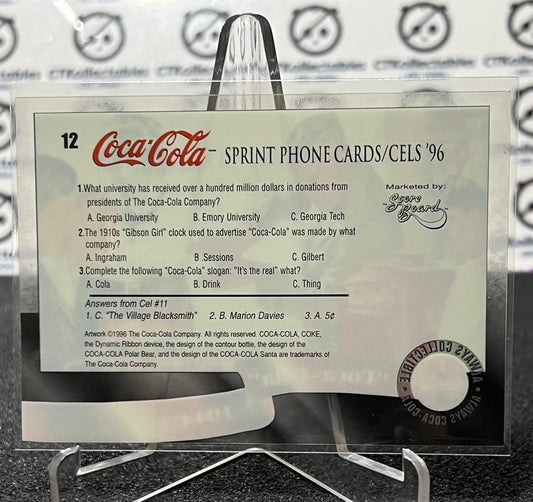 CTKollectables
12 Coca-Cola SPRINT PHONE CARDS/CELS '96
1.What university has received over a hundred million dollars in donations from
presidents of The Coca-Cola Company?
A. Georgia University B. Emory University C. Georgia Tech
2.The 1910s "Gibson Girl" clock used to advertise "Coca-Cola" was made by what
company?
A. Ingraham B .Sessions C. Gilbert
3.Complete the following "Coca-Cola" slogan: "It's the real" what?
A. Cola B. Drink C. Thing
Answers from Cel #11
1. C. "The Village Blacksmith" 2. B. Marion Davies 3. A. 5¢
Artwork ©1996 The Coca-Cola Company. All rights reserved. COCA-COLA, COKE,
the Dynamic Ribbon device, the design of the contour bottle, the design of the
COCA-COLA Polar Bear, and the design of the COCA-COLA Santa are trademarks of
The Coca-Cola Company.
Marketed by:
Score Board
ALWAYS COLLECTIBLE • ALWAYS COCA-COLA •